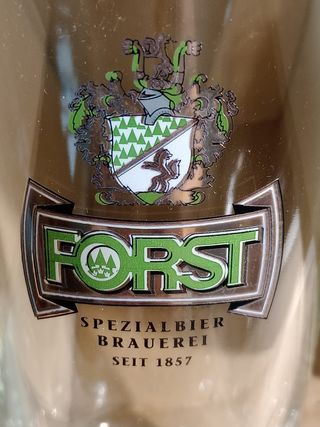 FORST
SPEZIALBIER
BRAUEREI
SEIT 1857